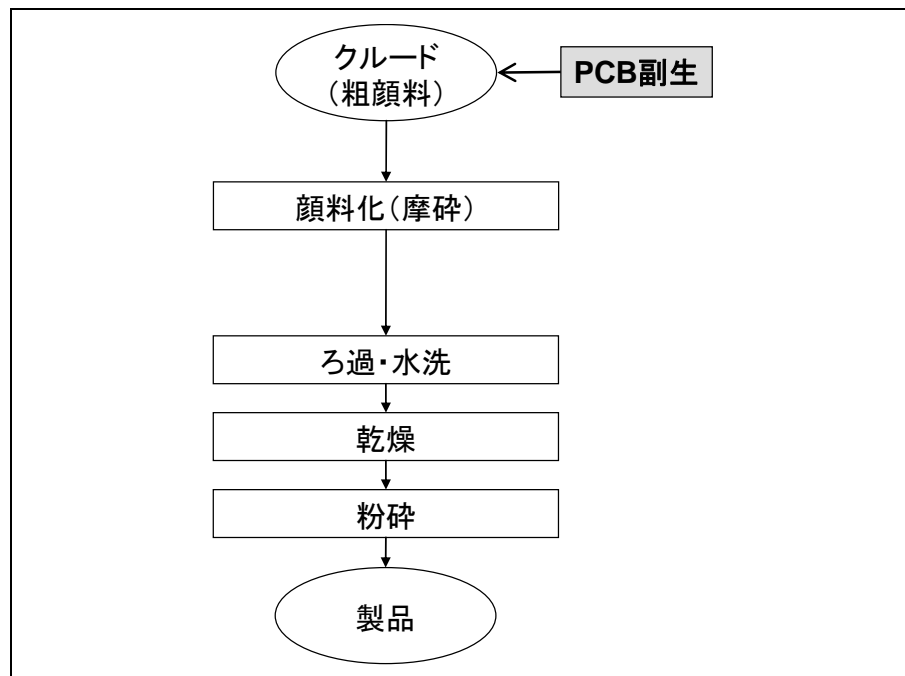 クルード
（粗顔料）
PCB副生
顔料化（摩砕）
ろ過・水洗
乾燥
粉砕
製品